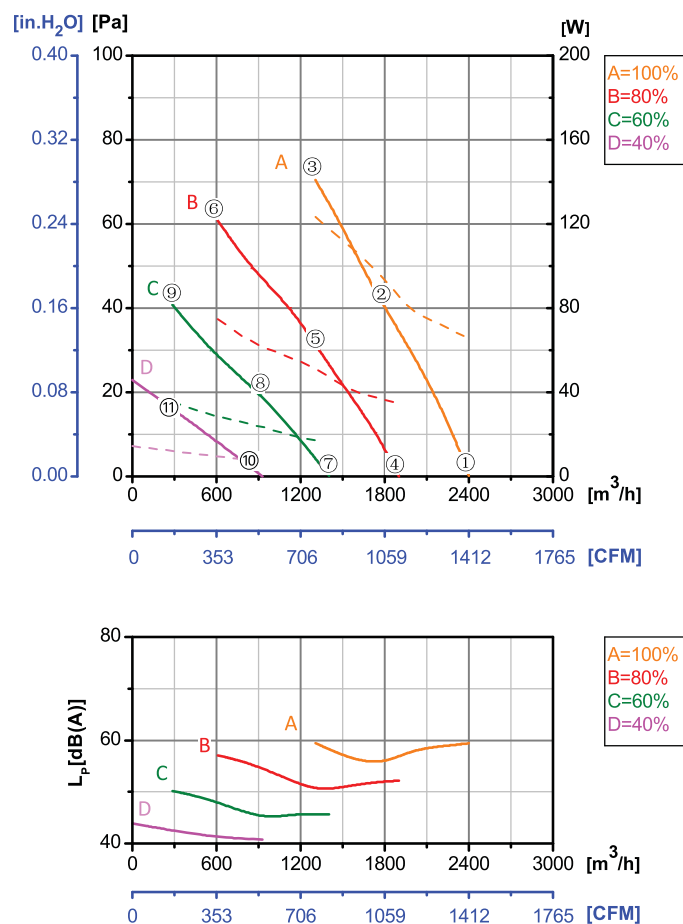 [in.H2O] [Pa] [W]
0.40 100 200
A=100%
B=80%
C=60%
D=40%
0.32 80 160
A ③
B ⑥
0.24 60 120
C ⑨ ②
0.16 40 80
⑤
D ⑧
0.08 20 40
⑪
⑩ ⑦ ④ ①
0.00 0 0
0 600 1200 1800 2400 3000 [m³/h]
0 353 706 1059 1412 1765 [CFM]
80
A=100%
B=80%
C=60%
D=40%
LP[dB(A)]
A
60
B
C
D
40
0 600 1200 1800 2400 3000 [m³/h]
0 353 706 1059 1412 1765 [CFM]